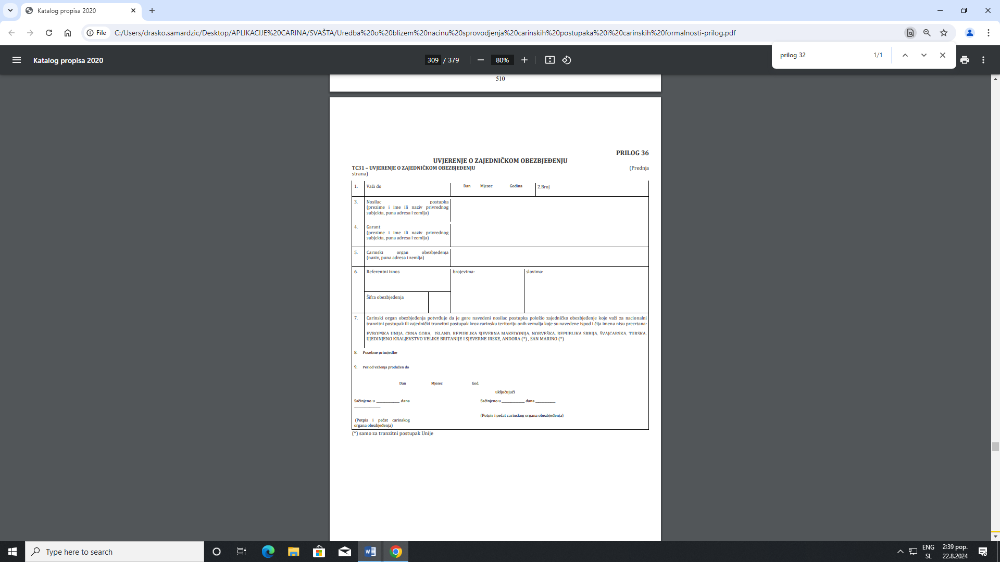 Katalog propisa 2020
File
C:/Users/drasko.samardzic/Desktop/APLIKACIJE%20CARINA/SVAŠTA/Uredba%20o%20blizem%20nacinu%20sprovodjenja%20carinskih%20postupaka%20i%20carinskih%20formalnosti-prilog.pdf
prilog 32 1/1
Katalog propisa 2020
309 / 379
80%
510
PRILOG 36
UVJERENJE O ZAJEDNIČKOM OBEZBJEĐENJU
TC31 – UVJERENJE O ZAJEDNIČKOM OBEZBJEĐENJU (Prednja
strana)
1. Važi do Dan Mjesec Godina 2.Broj
3. Nosilac postupka
(prezime i ime ili naziv privrednog
subjekta, puna adresa i zemlja)
4. Garant
(prezime i ime ili naziv privrednog
subjekta, puna adresa i zemlja)
5. Carinski organ obezbjeđenja
(naziv, puna adresa i zemlja)
6. Referentni iznos brojevima: slovima:
Šifra obezbjeđenja
7. Carinski organ obezbjeđenja potvrđuje da je gore navedeni nosilac postupka položio zajedničko obezbjeđenje koje važi za nacionalni
tranzitni postupak ili zajednički tranzitni postupak kroz carinsku teritoriju onih zemalja koje su navedene ispod i čija imena nisu precrtana:
EVROPSKA UNIJA, CRNA GORA, ISLAND, REPUBLIKA SJEVERNA MAKEDONIJA, NORVEŠKA, REPUBLIKA SRBIJA, ŠVAJCARSKA, TURSKA,
UJEDINJENO KRALJEVSTVO VELIKE BRITANIJE I SJEVERNE IRSKE, ANDORA (*) , SAN MARINO (*)
8. Posebne primjedbe
9. Period važenja produžen do
Dan Mjesec God.
uključujući
Sačinjeno u ____________ dana
_____________
Sačinjeno u ____________ dana __________
(Potpis i pečat carinskog organa obezbjeđenja)
(Potpis i pečat carinskog
organa obezbjeđenja)
(*) samo za tranzitni postupak Unije
Type here to search
ENG
SL
2:39 pop.
22.8.2024